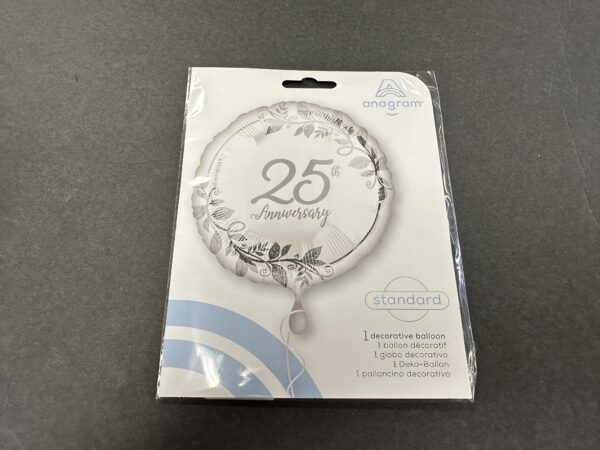 anagram
25th
Anniversary
standard
1 decorative balloon
1 ballon décoratif
1 globo decorativo
1 Deko-Ballon
1 palloncino decorativo